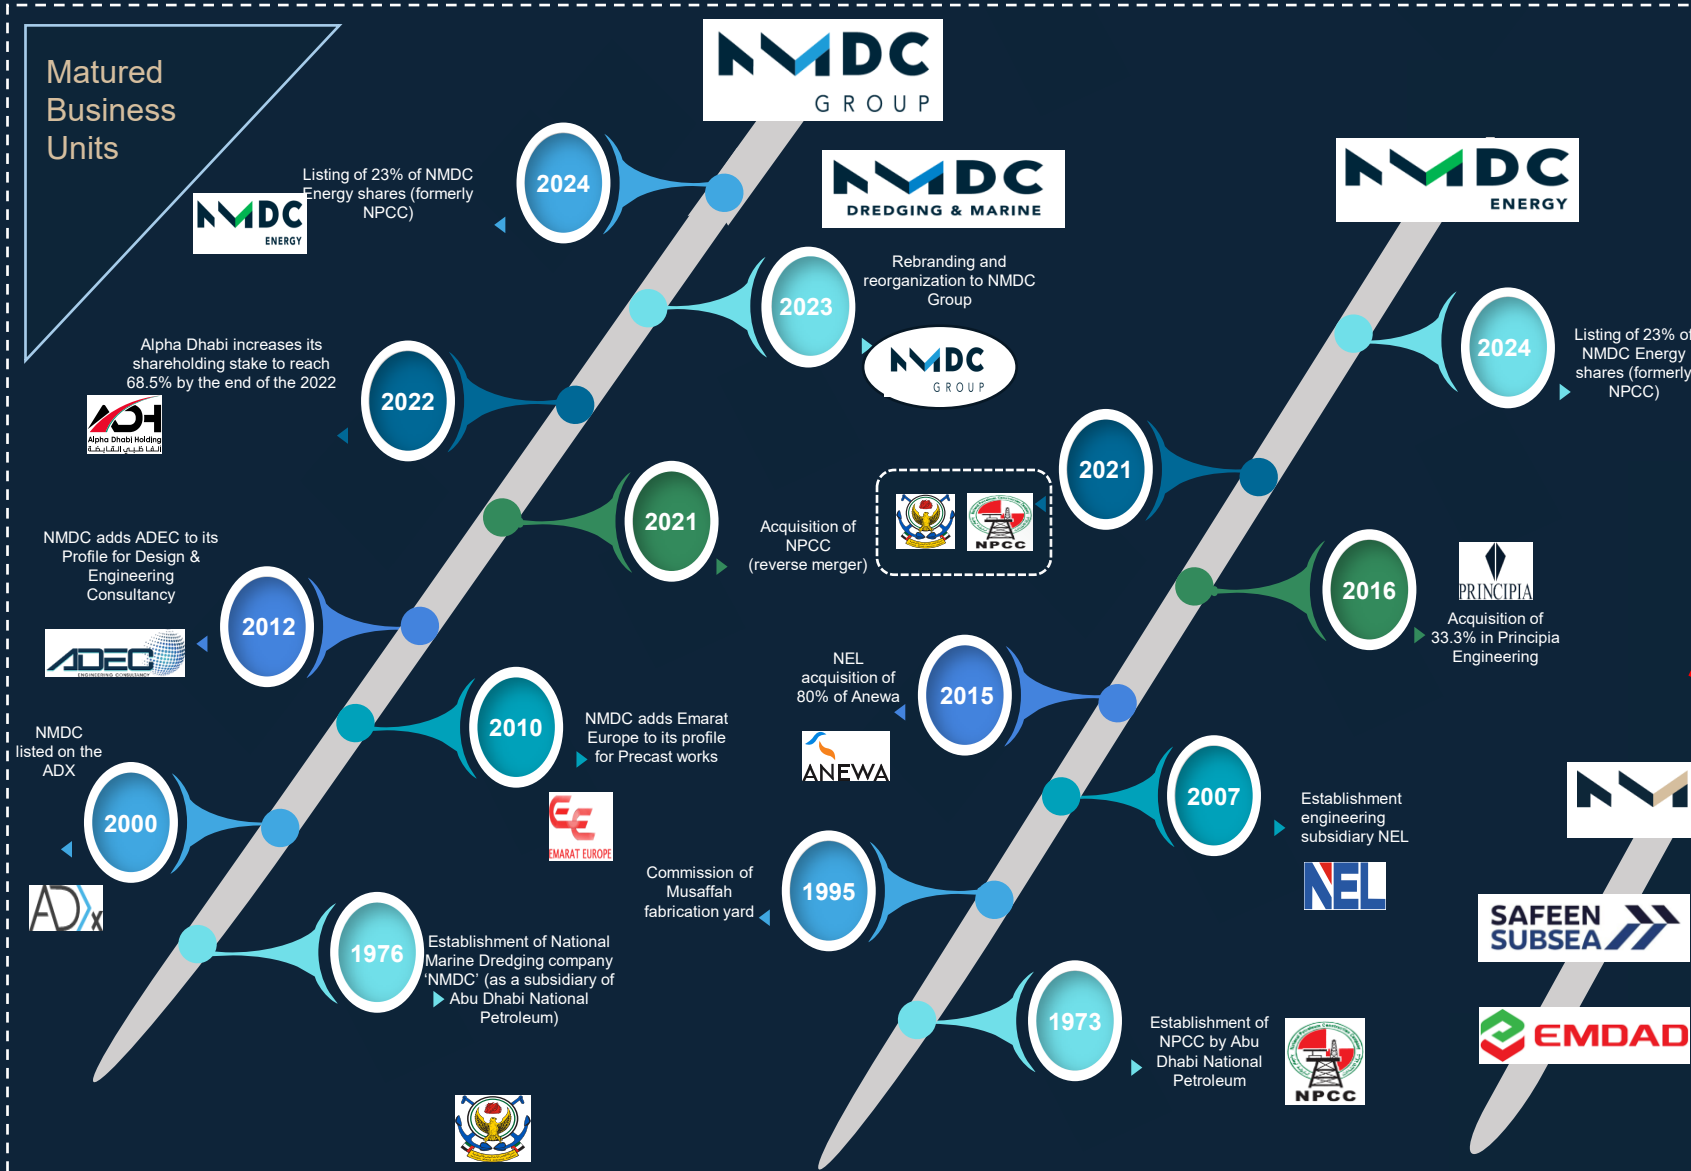 Matured
Business
Units
NMDC
GROUP
NMDC
DREDGING & MARINE
NMDC
ENERGY
Listing of 23% of NMDC
Energy shares (formerly
NPCC)
NMDC
ENERGY
2024
2023
Rebranding and
reorganization to NMDC
Group
NMDC
GROUP
Alpha Dhabi increases its
shareholding stake to reach
68.5% by the end of the 2022
ADH
Alpha Dhabi Holding
2022
2021
Acquisition of
NPCC
(reverse merger)
NMDC adds ADEC to its
Profile for Design &
Engineering
Consultancy
ADEC
ENGINEERING CONSULTANCY
2012
2010
NMDC adds Emarat
Europe to its profile
for Precast works
EE
EMARAT EUROPE
NMDC
listed on the
ADX
2000
ADx
1976
Establishment of National
Marine Dredging company
‘NMDC’ (as a subsidiary of
Abu Dhabi National
Petroleum)
2024
Listing of 23% of
NMDC Energy
shares (formerly
NPCC)
2021
NPCC
2016
PRINCIPIA
Acquisition of
33.3% in Principia
Engineering
NEL
acquisition of
80% of Anewa
ANEWA
2015
2007
Establishment
engineering
subsidiary NEL
NEL
Commission of
Musaffah
fabrication yard
1995
1973
Establishment of
NPCC by Abu
Dhabi National
Petroleum
NPCC
NM
SAFEEN
SUBSEA
EMDAD